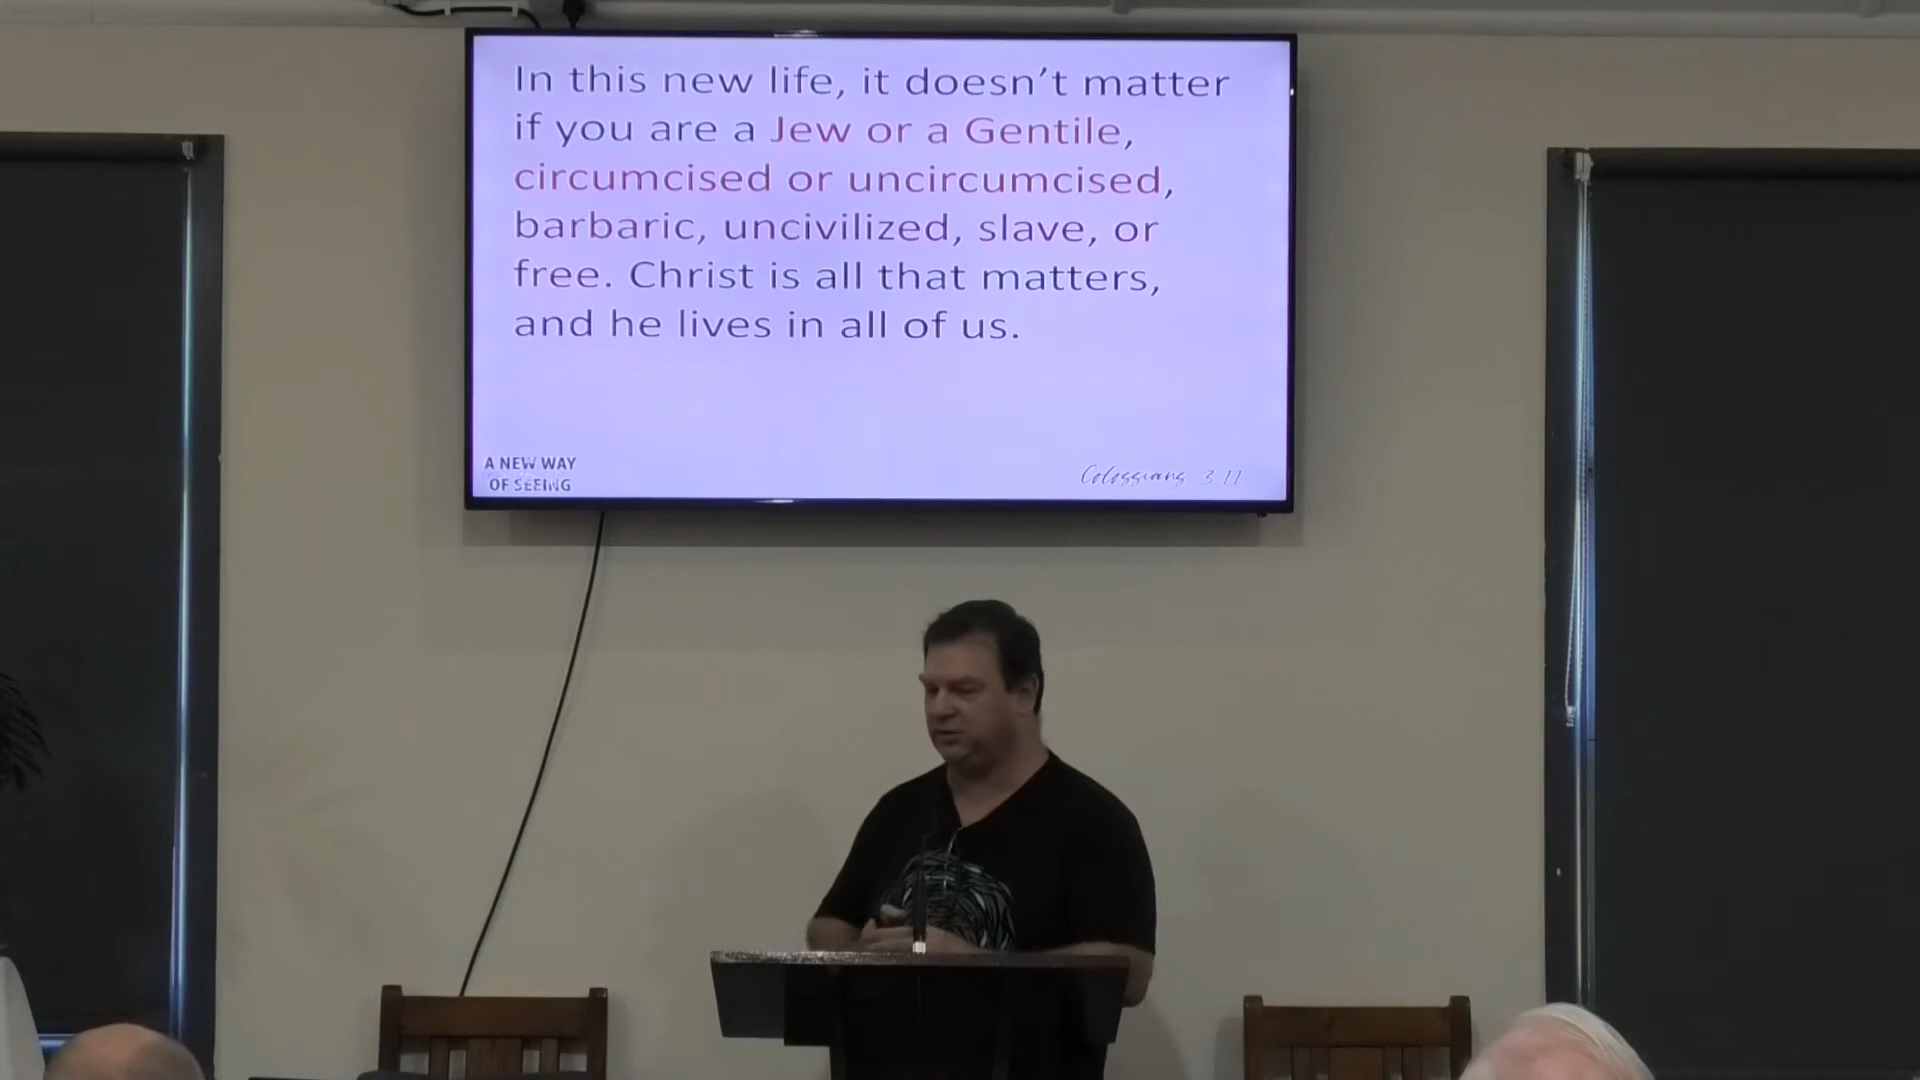 In this new life, it doesn't matter
if you are a Jew or a Gentile,
circumcised or uncircumcised,
barbaric, uncivilized, slave, or
free. Christ is all that matters,
and he lives in all of us.
A NEW WAY
OF SEEING
Colossians 3 11